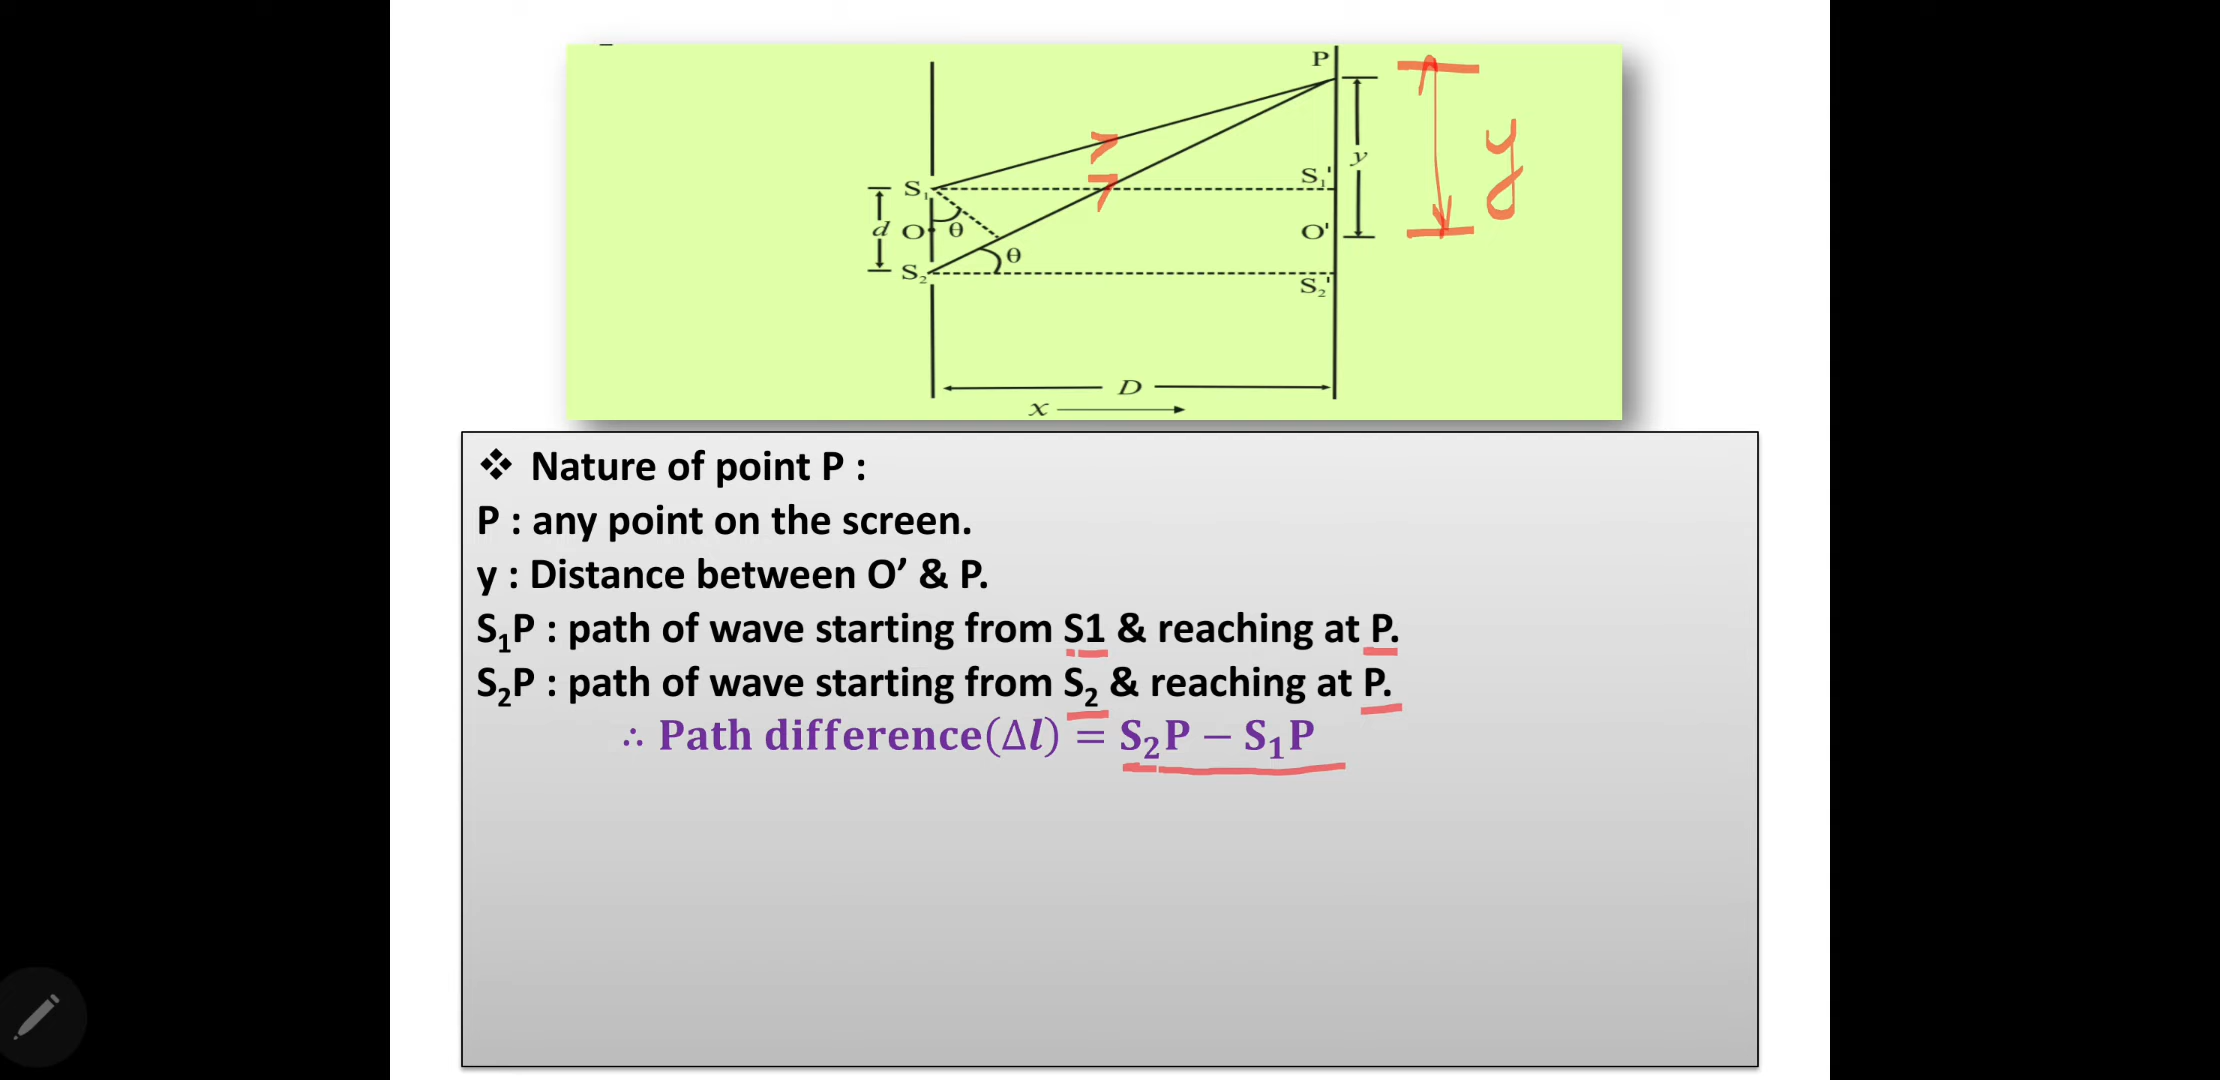 P
y
S₁'
S₁
θ
d
O
O'
y
θ
S₂
S₂'
D
x
❖ Nature of point P :
P : any point on the screen.
y : Distance between O’ & P.
S₁P : path of wave starting from S1 & reaching at P.
S₂P : path of wave starting from S₂ & reaching at P.
∴ Path difference(Δl) = S₂P − S₁P